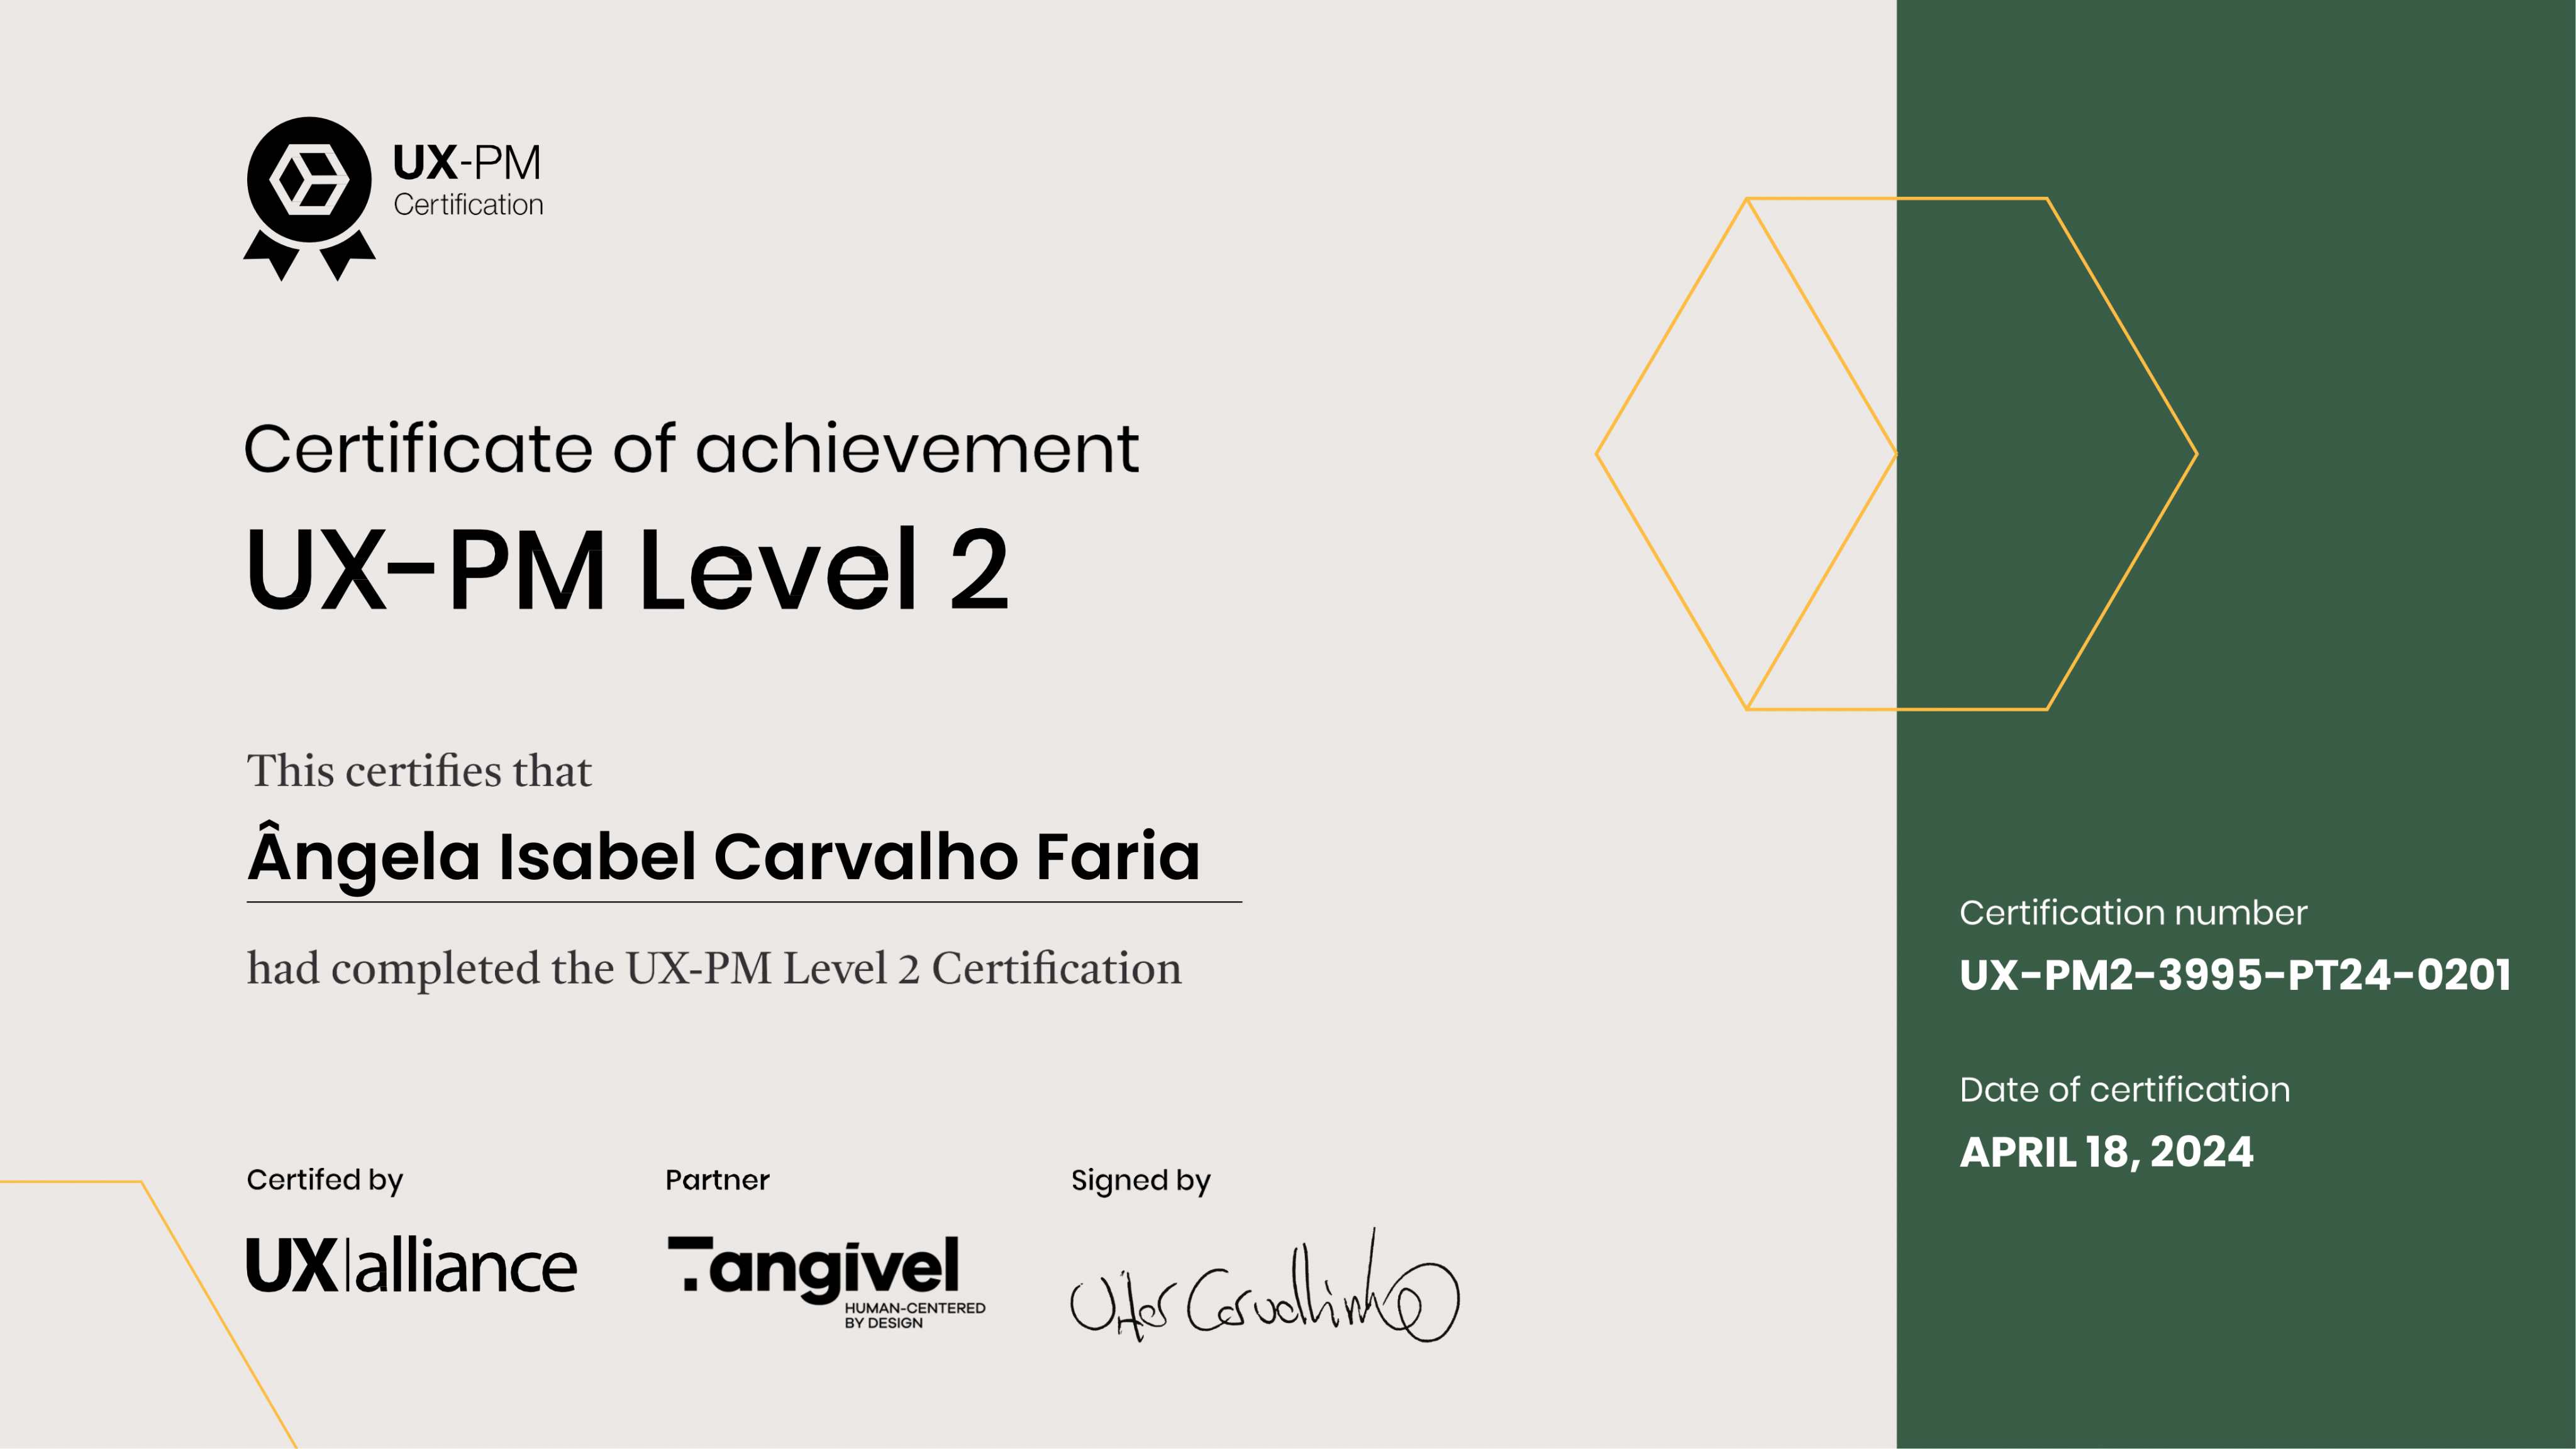 UX-PM
Certification
Certificate of achievement
UX-PM Level 2
This certifies that
Ângela Isabel Carvalho Faria
had completed the UX-PM Level 2 Certification
Certifed by
UX|alliance
Partner
Tangivel
HUMAN-CENTERED
BY DESIGN
Signed by
Vitor Carvalhinho
Certification number
UX-PM2-3995-PT24-0201
Date of certification
APRIL 18, 2024